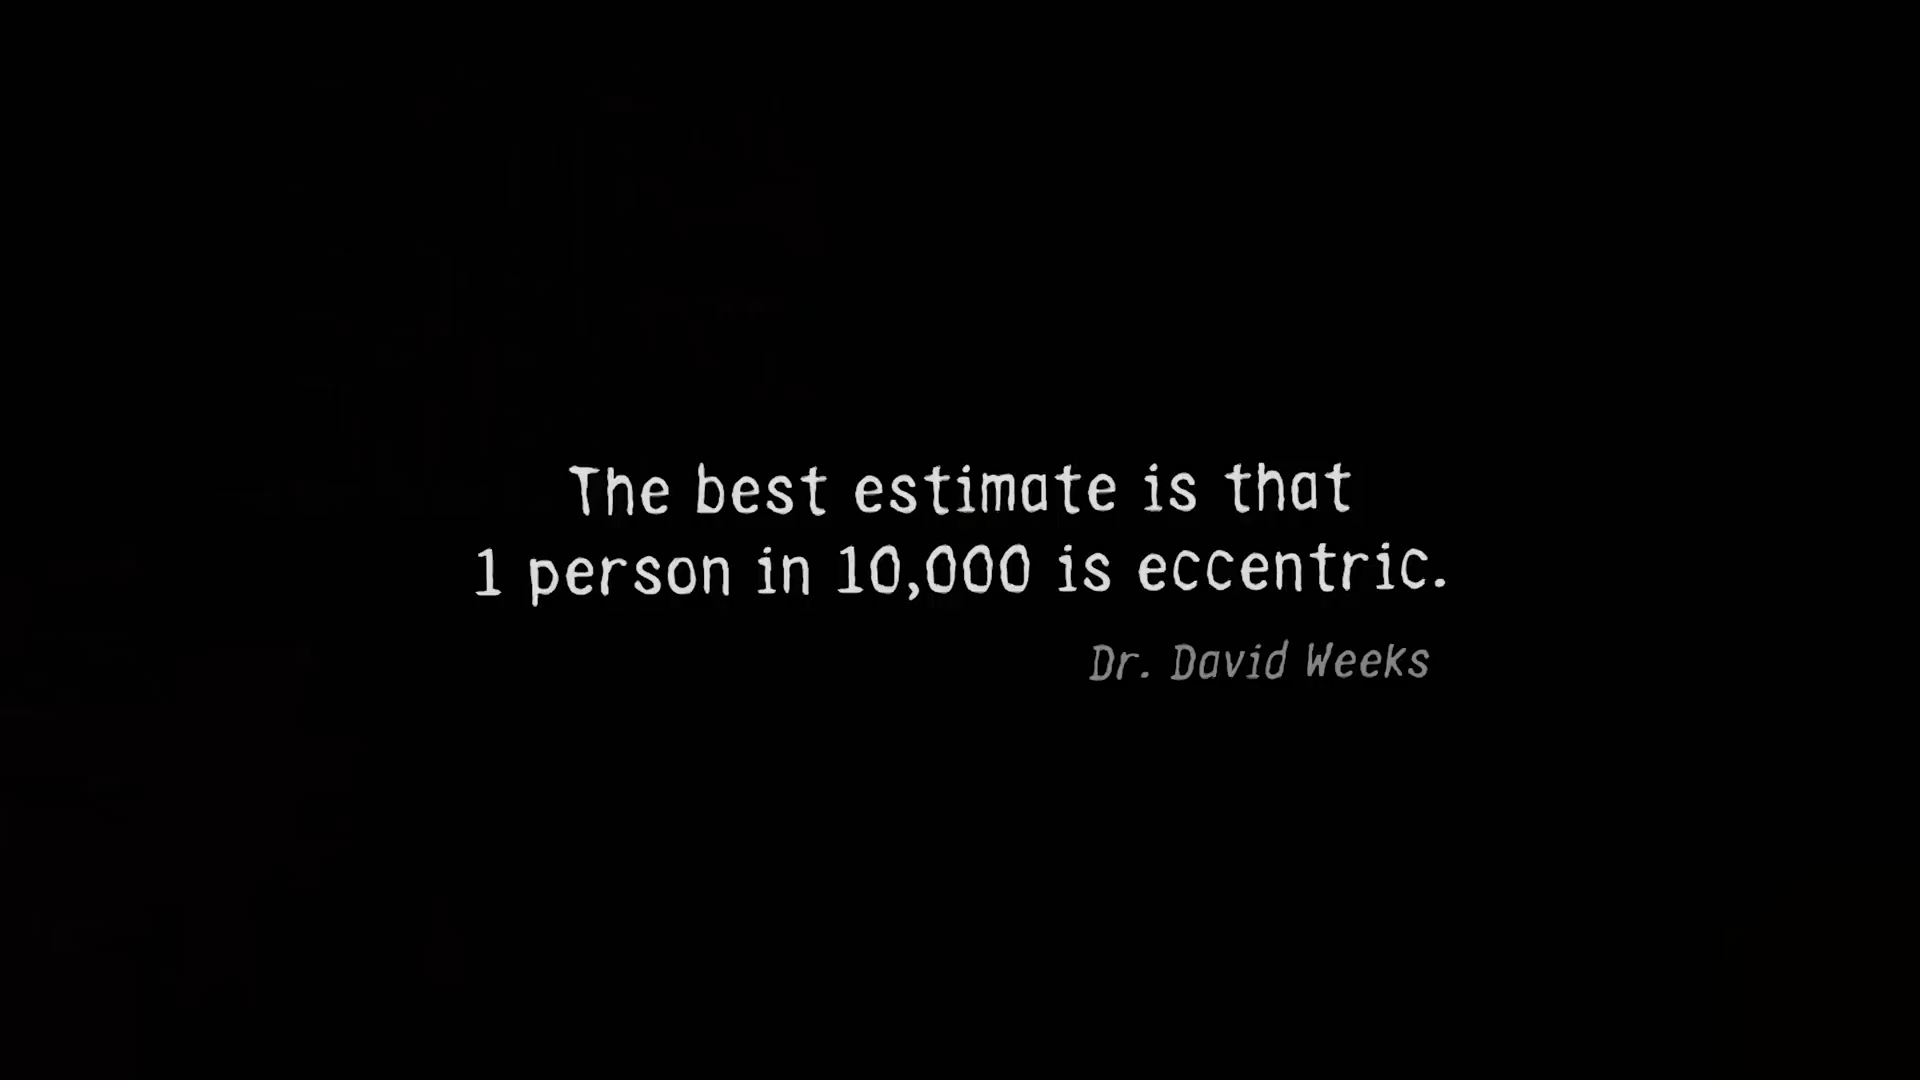 The best estimate is that
1 person in 10,000 is eccentric.
Dr. David Weeks